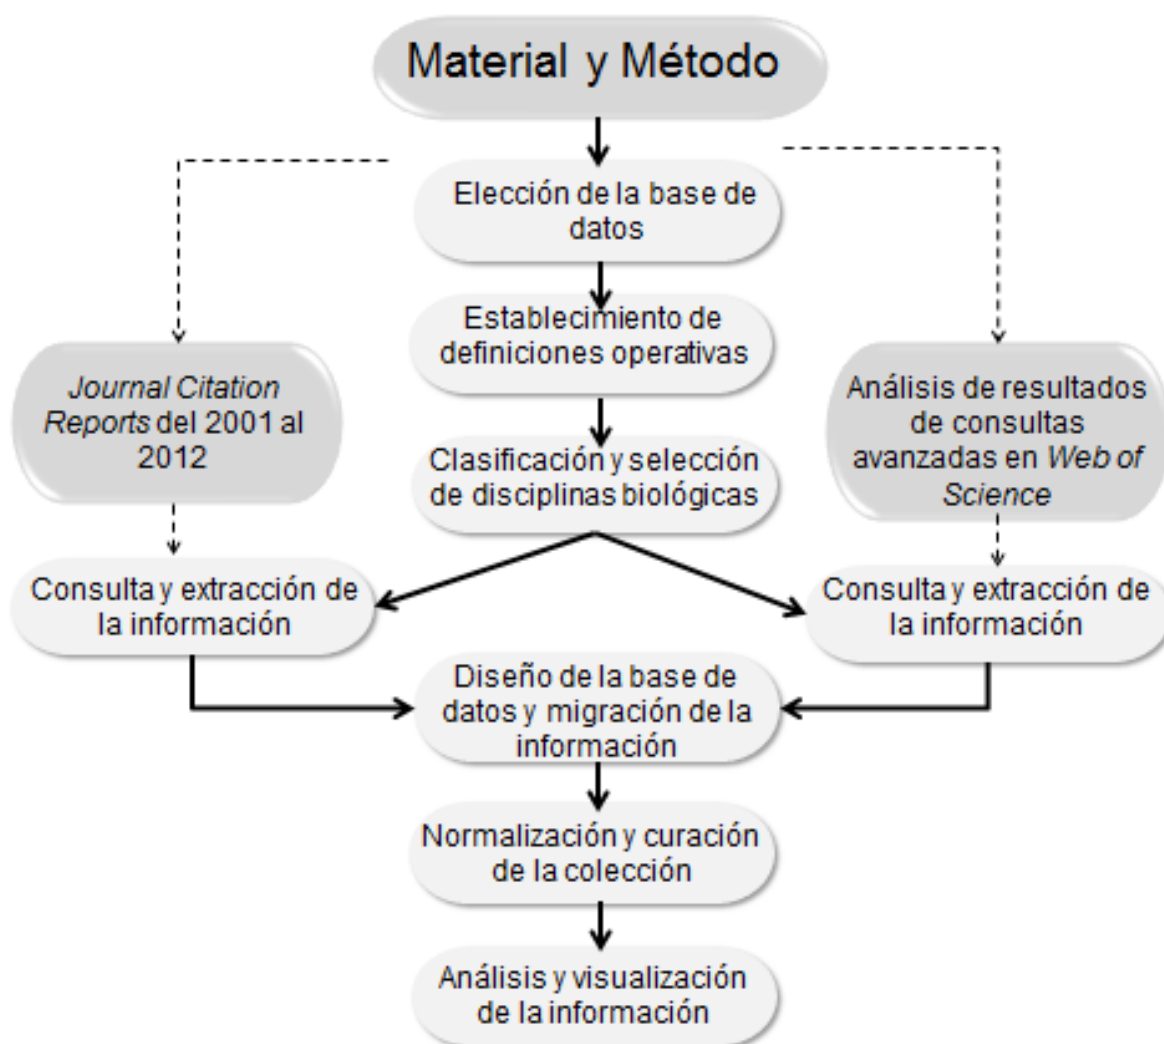 Material y Método
Elección de la base de
datos
Establecimiento de
definiciones operativas
Journal Citation
Reports del 2001 al
2012
Análisis de resultados
de consultas
avanzadas en Web of
Science
Clasificación y selección
de disciplinas biológicas
Consulta y extracción de
la información
Consulta y extracción de
la información
Diseño de la base de
datos y migración de la
información
Normalización y curación
de la colección
Análisis y visualización
de la información